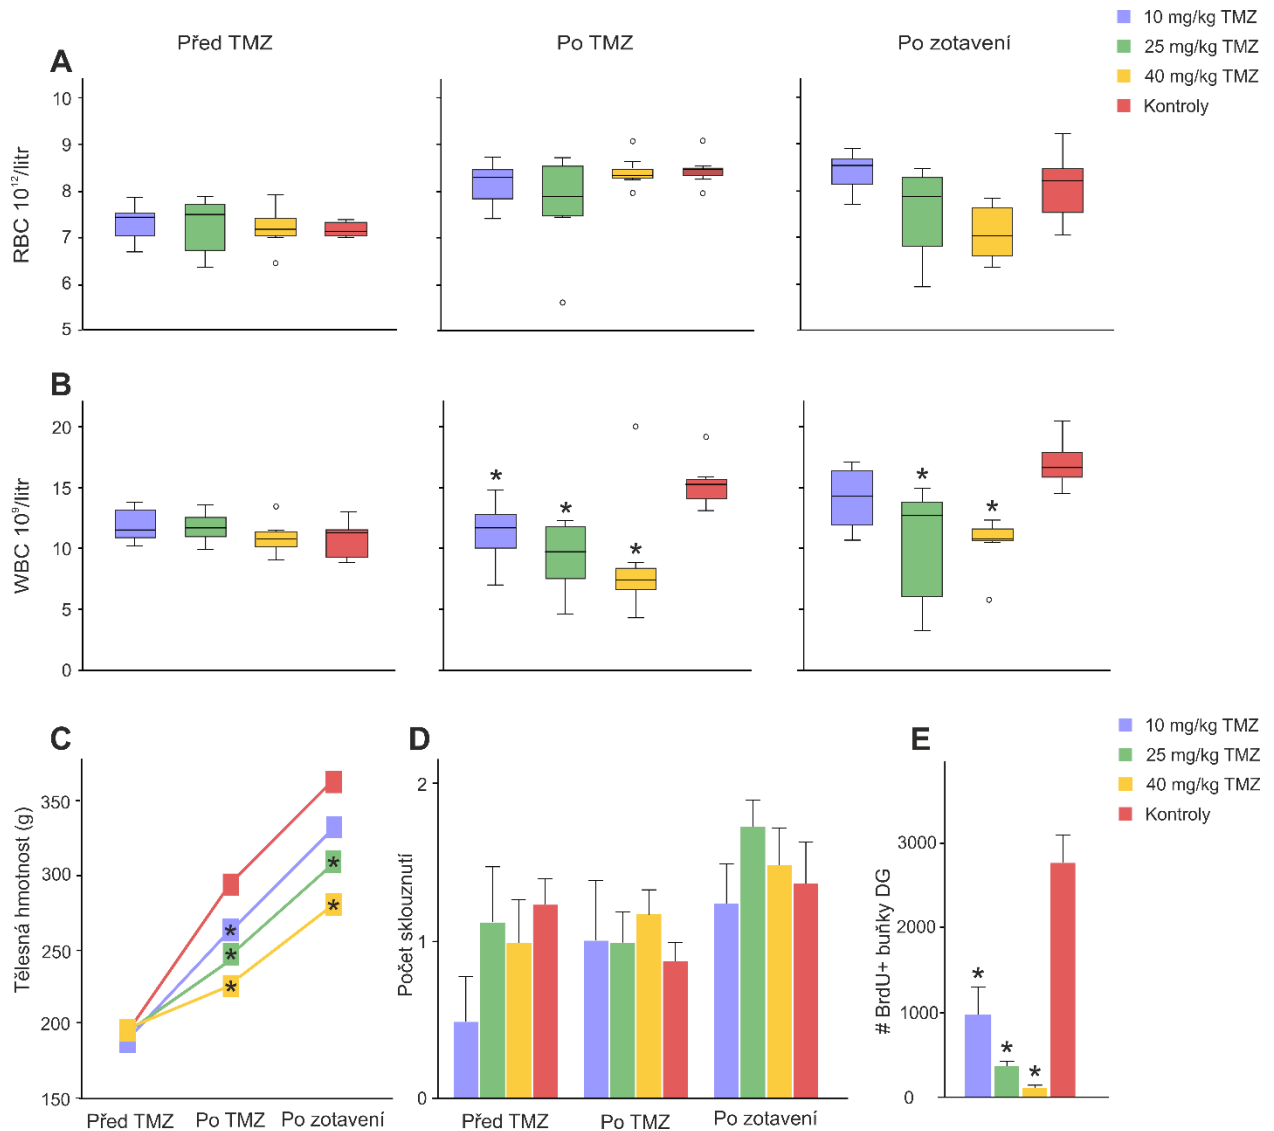 10 mg/kg TMZ
25 mg/kg TMZ
40 mg/kg TMZ
Kontroly
Před TMZ
Po TMZ
Po zotavení
A
RBC 10¹²/litr
10
9
8
7
6
5
B
WBC 10⁹/litr
20
15
10
5
0
*
*
*
*
*
C
Tělesná hmotnost (g)
350
300
250
200
150
*
*
*
*
*
Před TMZ
Po TMZ
Po zotavení
D
Počet sklouznutí
2
1
0
Před TMZ
Po TMZ
Po zotavení
E
10 mg/kg TMZ
25 mg/kg TMZ
40 mg/kg TMZ
Kontroly
# BrdU+ buňky DG
3000
2000
1000
0
*
*
*